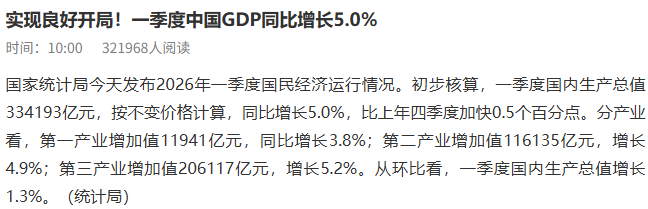 实现良好开局！一季度中国GDP同比增长5.0%
时间：10:00 321968人阅读
国家统计局今天发布2026年一季度国民经济运行情况。初步核算，一季度国内生产总值
334193亿元，按不变价格计算，同比增长5.0%，比上年四季度加快0.5个百分点。分产业
看，第一产业增加值11941亿元，同比增长3.8%；第二产业增加值116135亿元，增长
4.9%；第三产业增加值206117亿元，增长5.2%。从环比看，一季度国内生产总值增长
1.3%。（统计局）